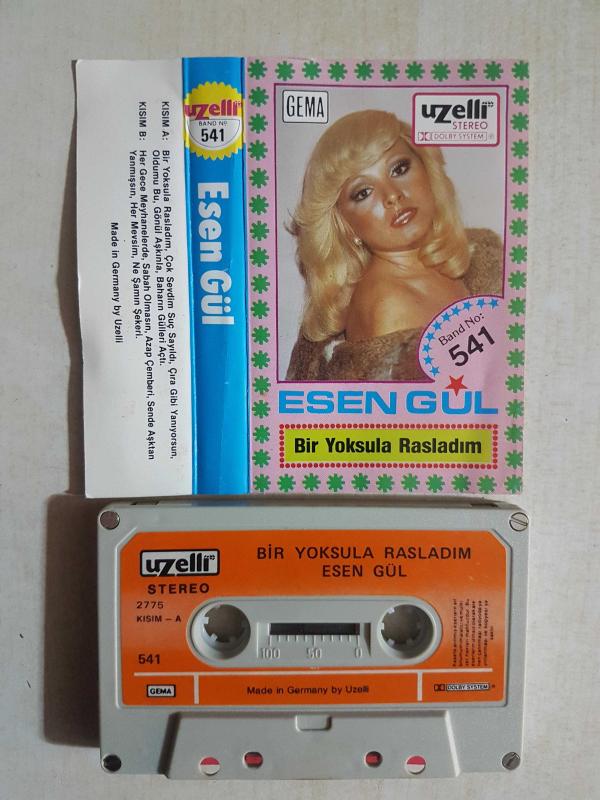 KISIM A: Bir Yoksula Rasladım, Çok Sevdim Suç Sayıldı, Çıra Gibi Yanıyorsun,
Oldumu Bu, Gönül Aşkınla, Baharın Gülleri Açtı.
KISIM B: Her Gece Meyhanelerde, Sabah Olmasın, Azap Çemberi, Sende Aşktan
Yanmışsın, Her Mevsim, Ne Şamın Şekeri.
Made in Germany by Uzelli
uzelli
BAND No
541
Esen Gül
GEMA
uzelli
STEREO
DOLBY SYSTEM
Band No:
541
ESEN GÜL
Bir Yoksula Rasladım
uzelli
STEREO
2775
KISIM – A
541
BİR YOKSULA RASLADIM
ESEN GÜL
100 50 0
GEMA
Made in Germany by Uzelli
DOLBY SYSTEM